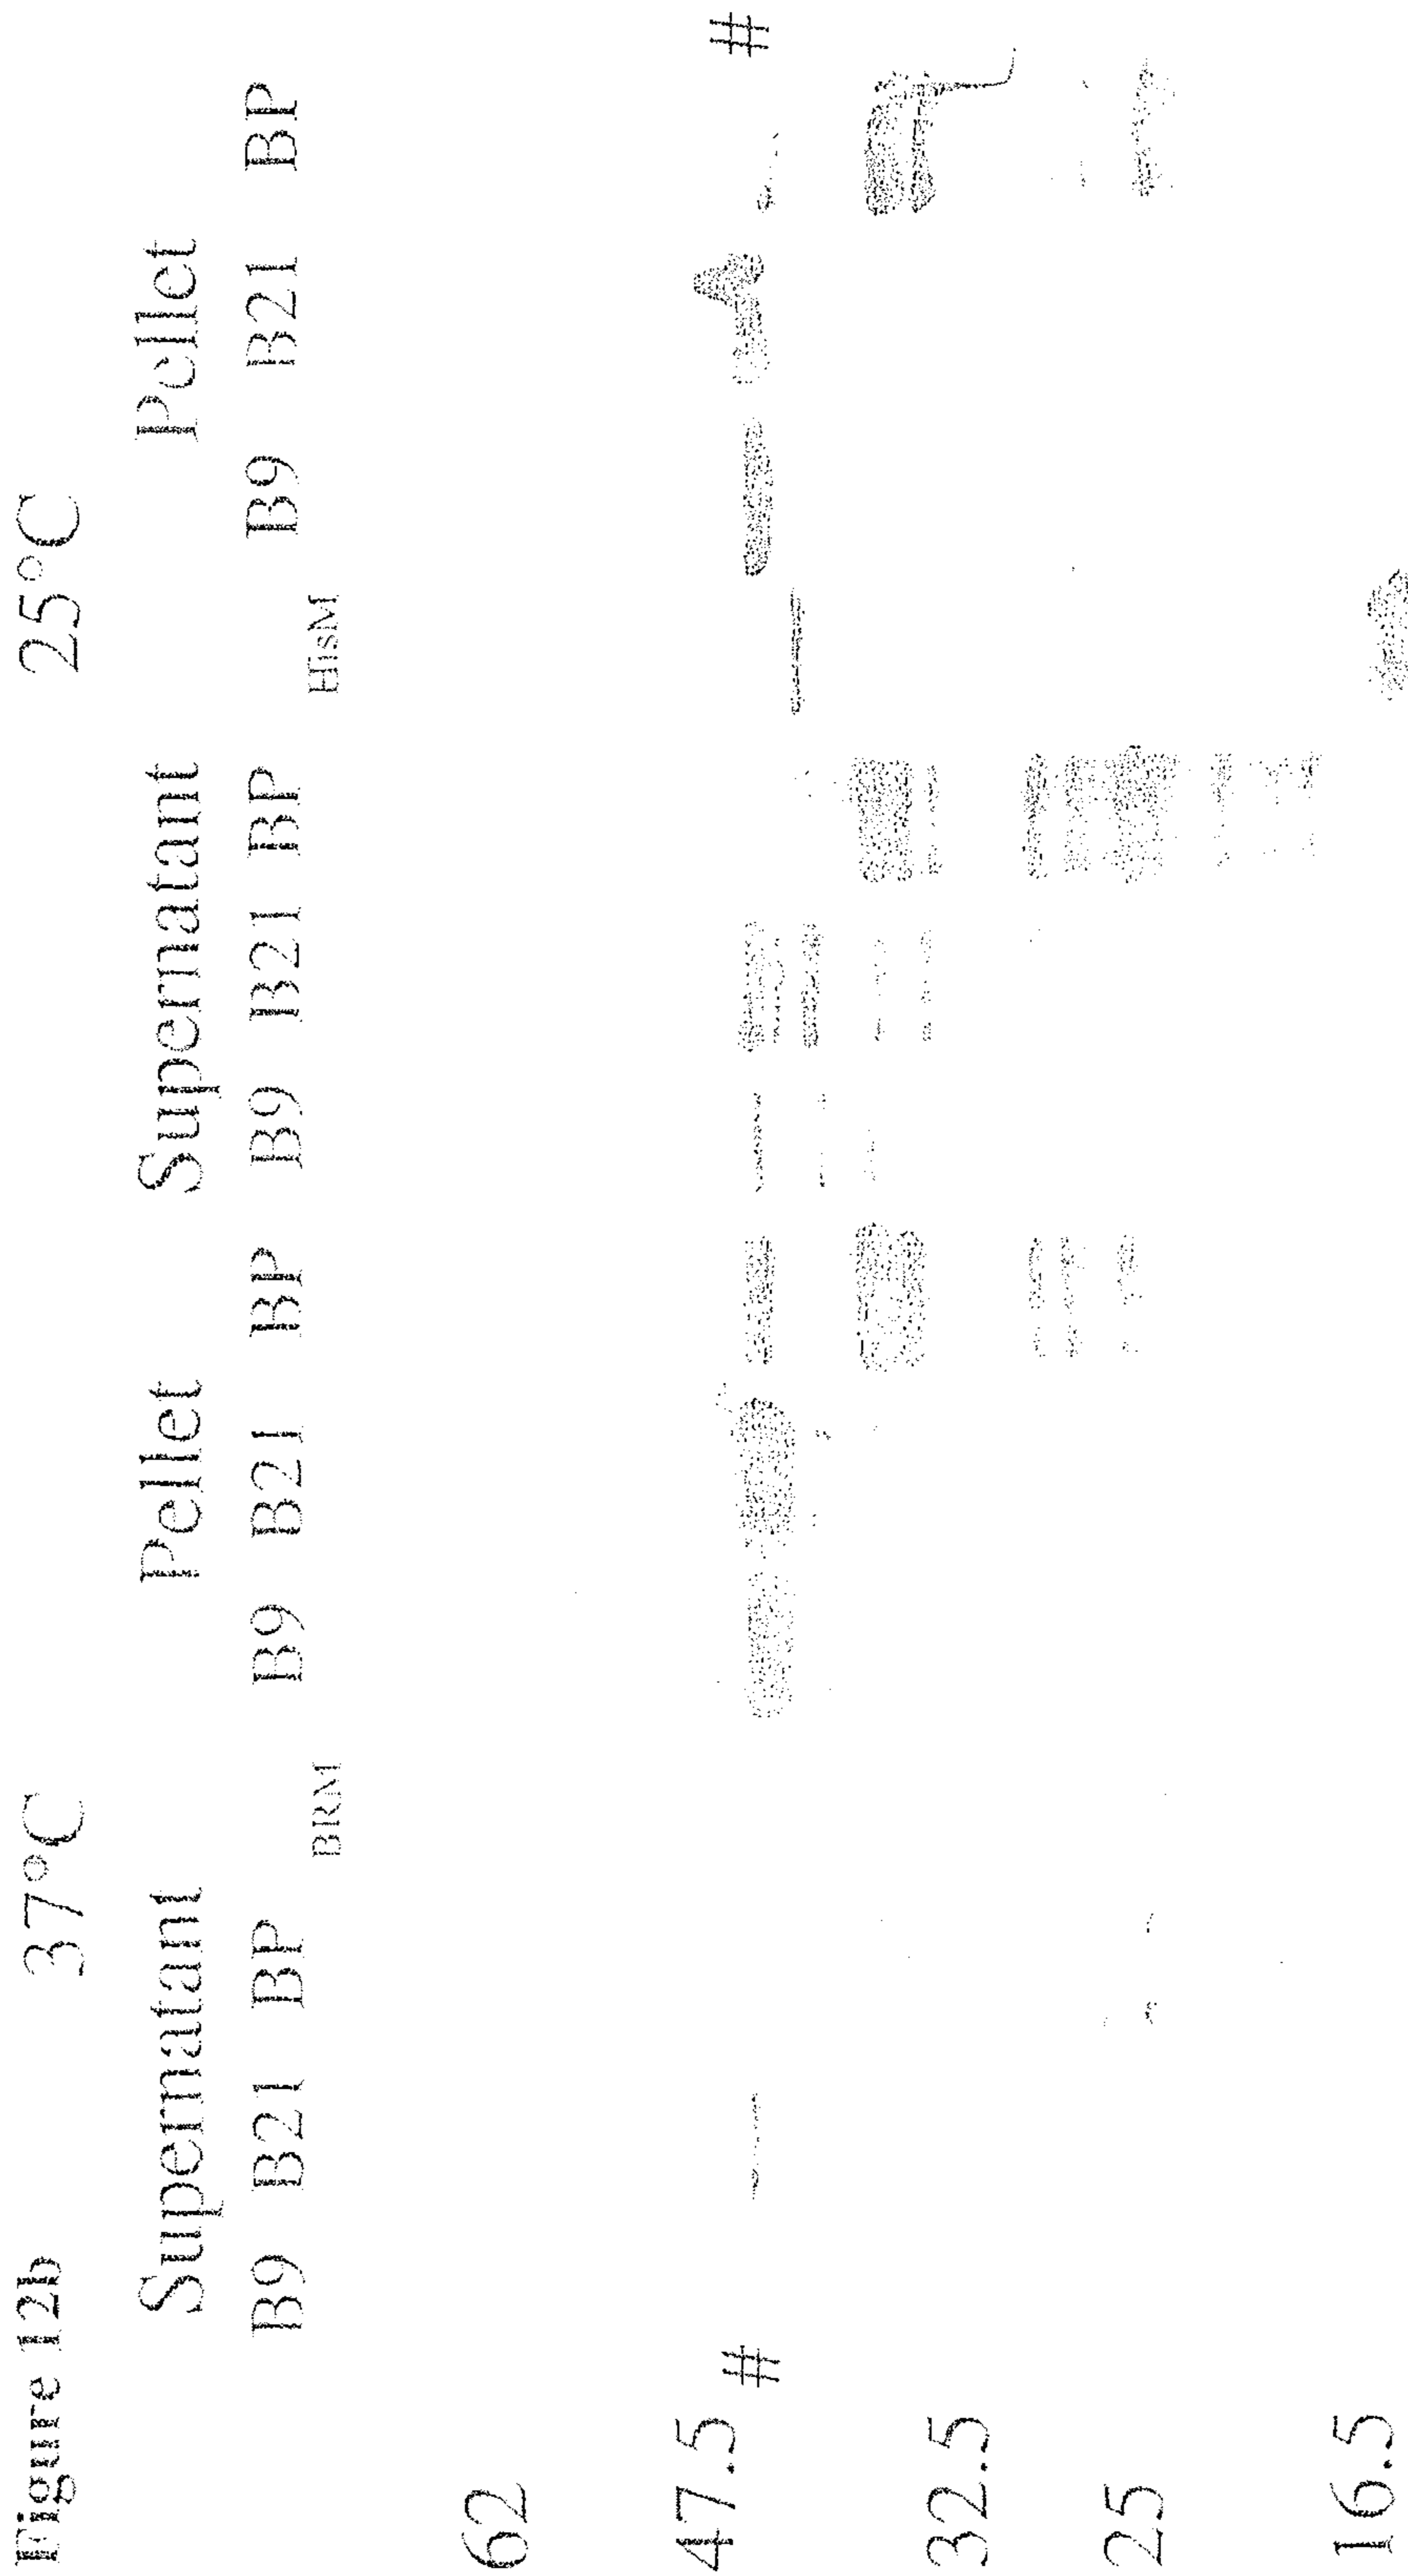 Figure 12b
37°C 25°C
Supernatant Pellet Supernatant Pellet
B9 B21 BP B9 B21 BP B9 B21 BP B9 B21 BP
BRM HisM
62
47.5
# #
32.5
25
16.5